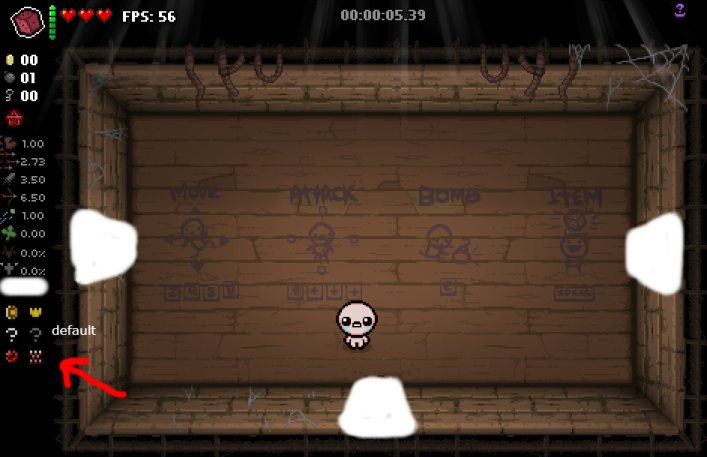 FPS: 56
00:00:05.39
00
01
00
1.00
2.73
3.50
6.50
1.00
0.00
0.0%
0.0%
MOVE ATTACK BOMB ITEM
Z Q S D
E
SPACE
? ? default